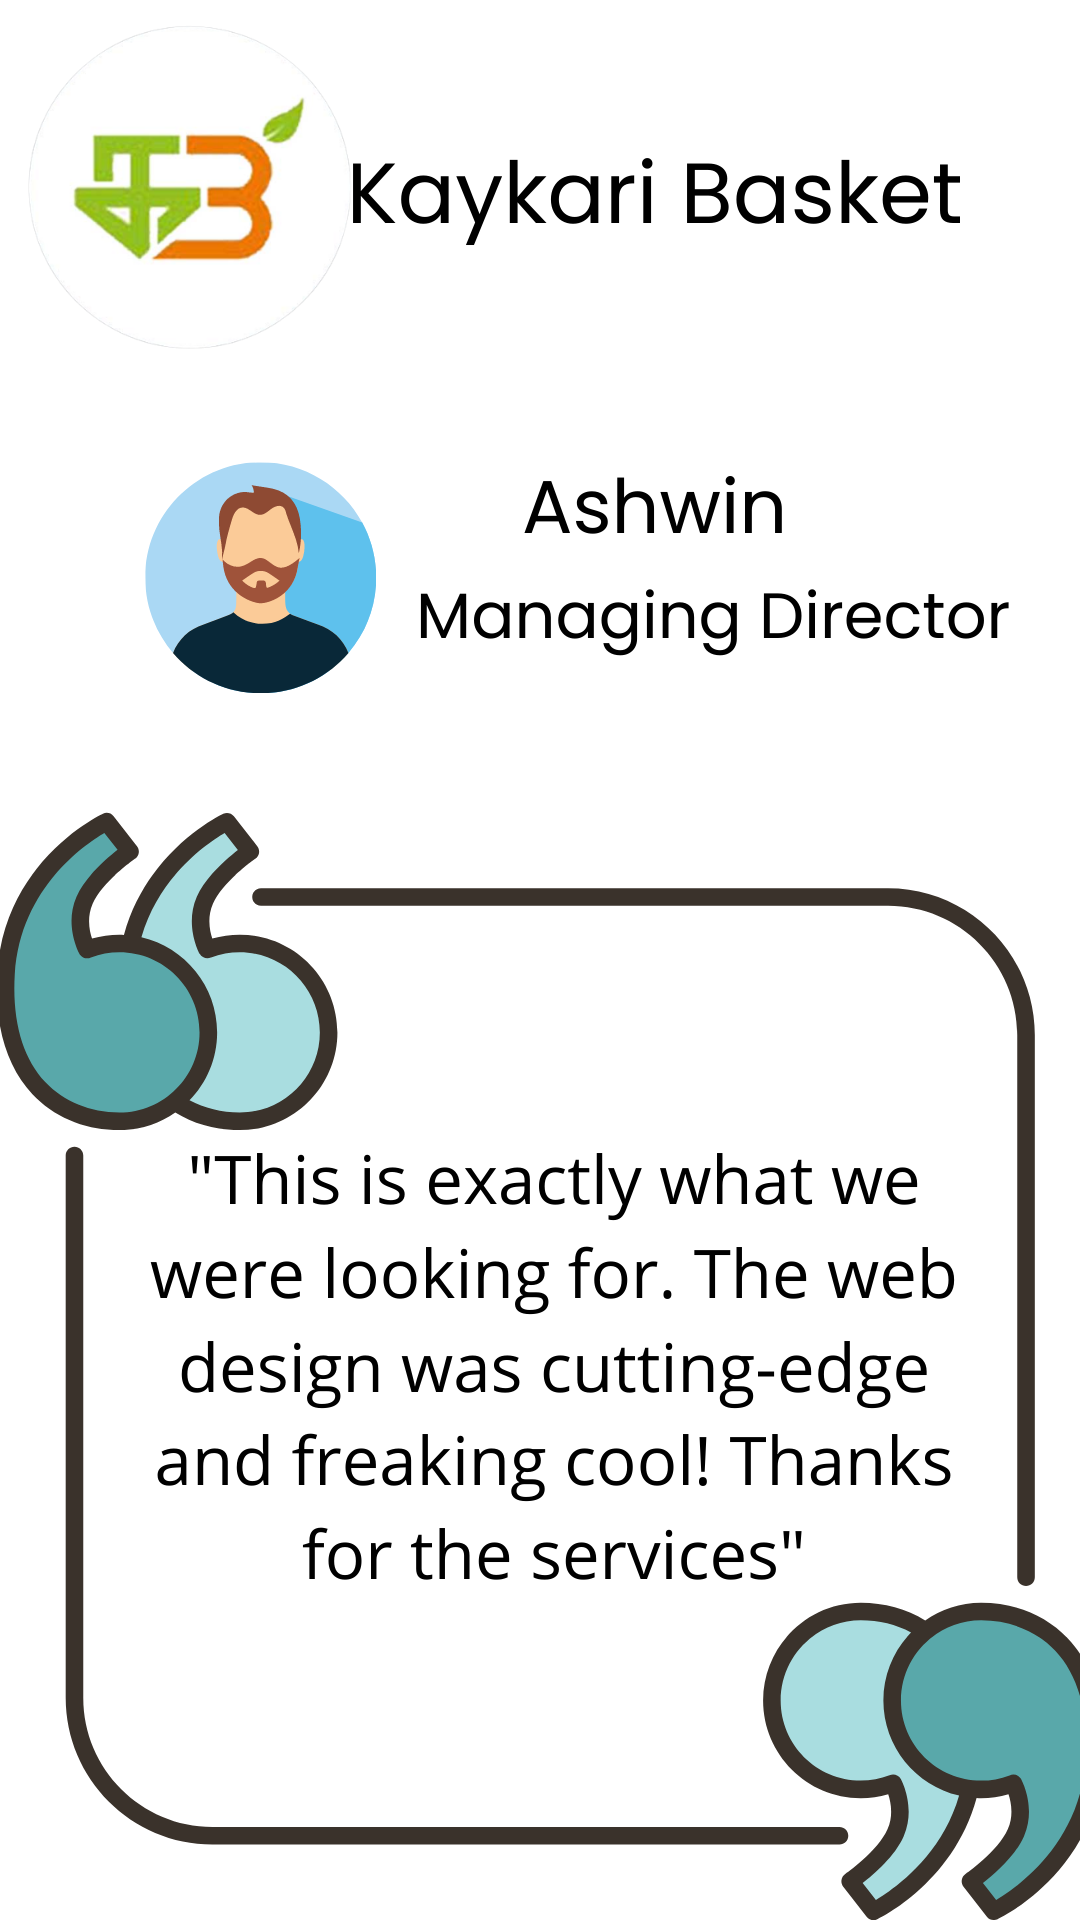 Kaykari Basket
Ashwin
Managing Director
"This is exactly what we
were looking for. The web
design was cutting-edge
and freaking cool! Thanks
for the services"